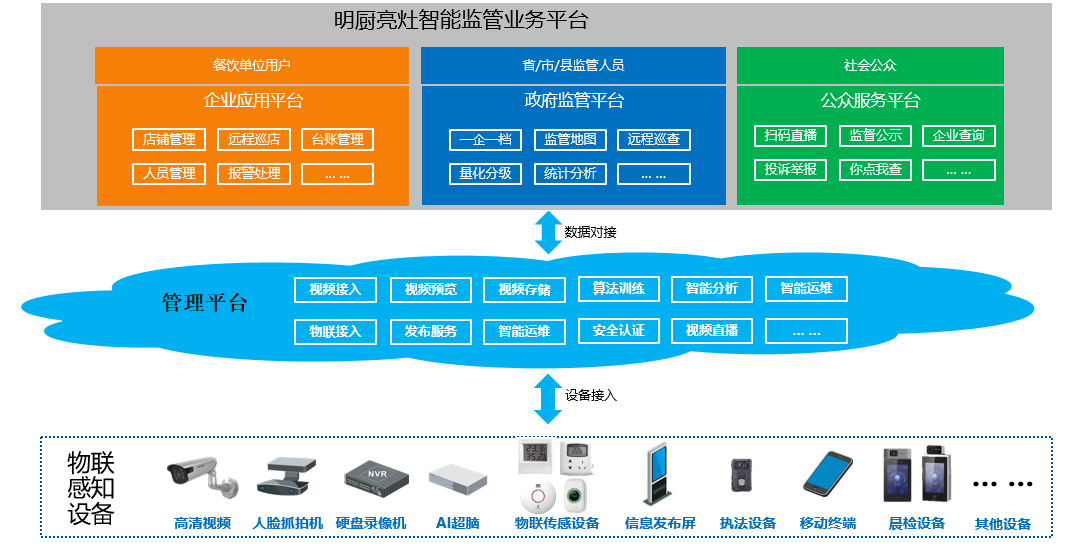 明厨亮灶智能监管业务平台
餐饮单位用户
省/市/县监管人员
社会公众
企业应用平台
政府监管平台
公众服务平台
店铺管理 远程巡店 台账管理
一企一档 监管地图 远程巡查
扫码直播 监督公示 企业查询
人员管理 报警处理 ... ...
量化分级 统计分析 ... ...
投诉举报 你点我查 ... ...
数据对接
管理平台
视频接入 视频预览 视频存储 算法训练 智能分析 智能运维
物联接入 发布服务 智能运维 安全认证 视频直播 ... ...
设备接入
物联
感知
设备
NVR
23.3
35.2
... ...
高清视频 人脸抓拍机 硬盘录像机 AI超脑 物联传感设备 信息发布屏 执法设备 移动终端 晨检设备 其他设备